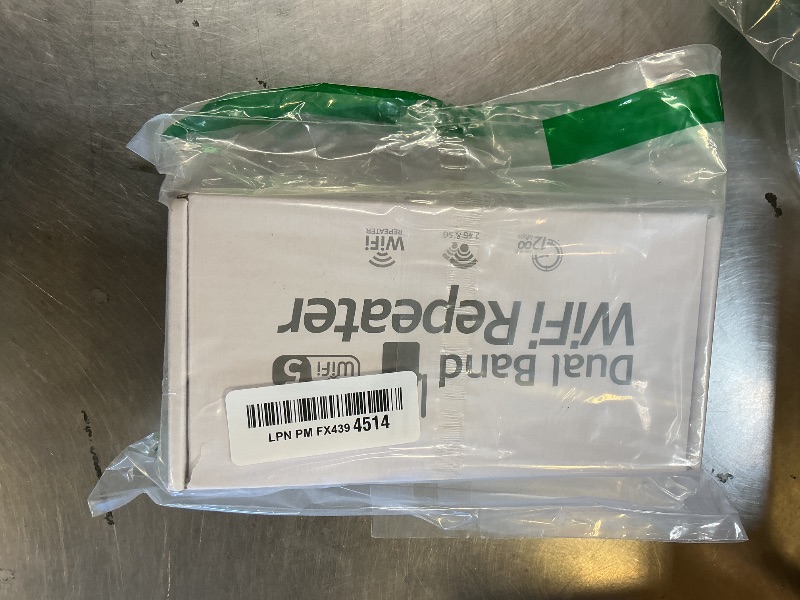 Dual Band
WiFi 5
WiFi Repeater
1200
2.4G & 5G
WiFi
REPEATER
LPN PM FX439 4514